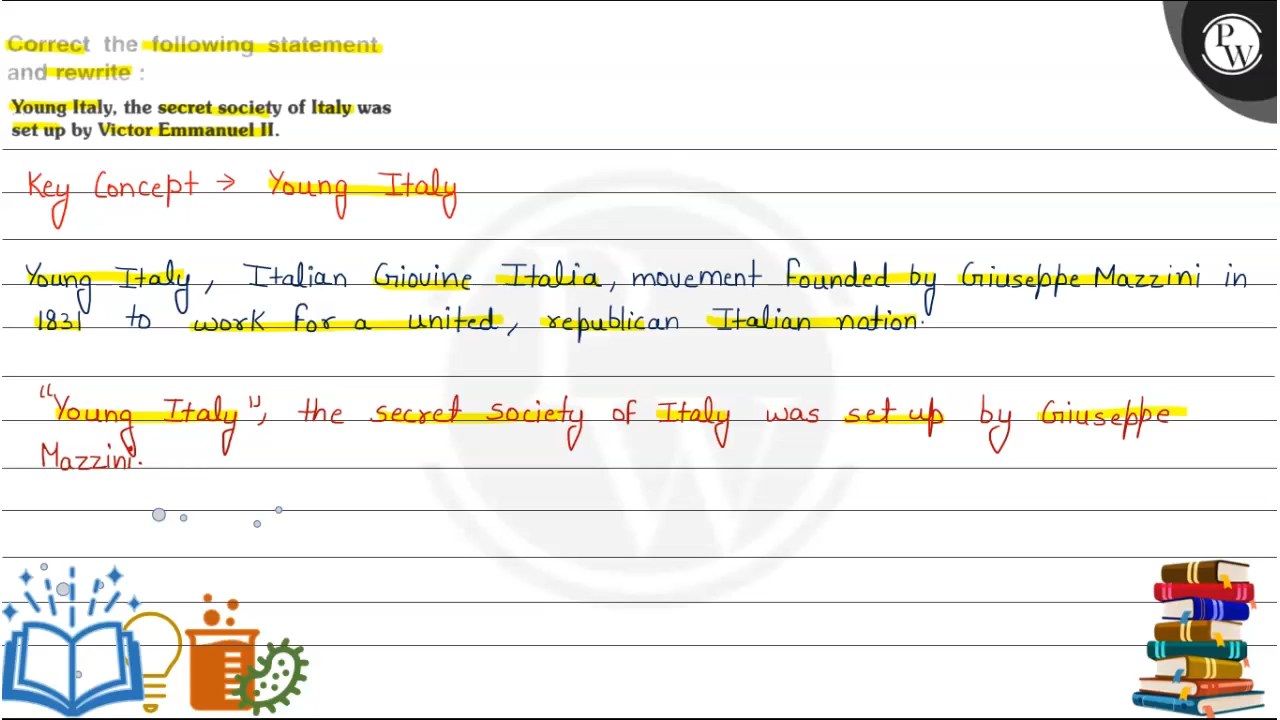 Correct the following statement
and rewrite :
Young Italy, the secret society of Italy was
set up by Victor Emmanuel II.
Key Concept → Young Italy
Young Italy, Italian Giovine Italia, movement founded by Giuseppe Mazzini in
1831 to work for a united, republican Italian nation.
"Young Italy", the secret society of Italy was set up by Giuseppe
Mazzini.
PW